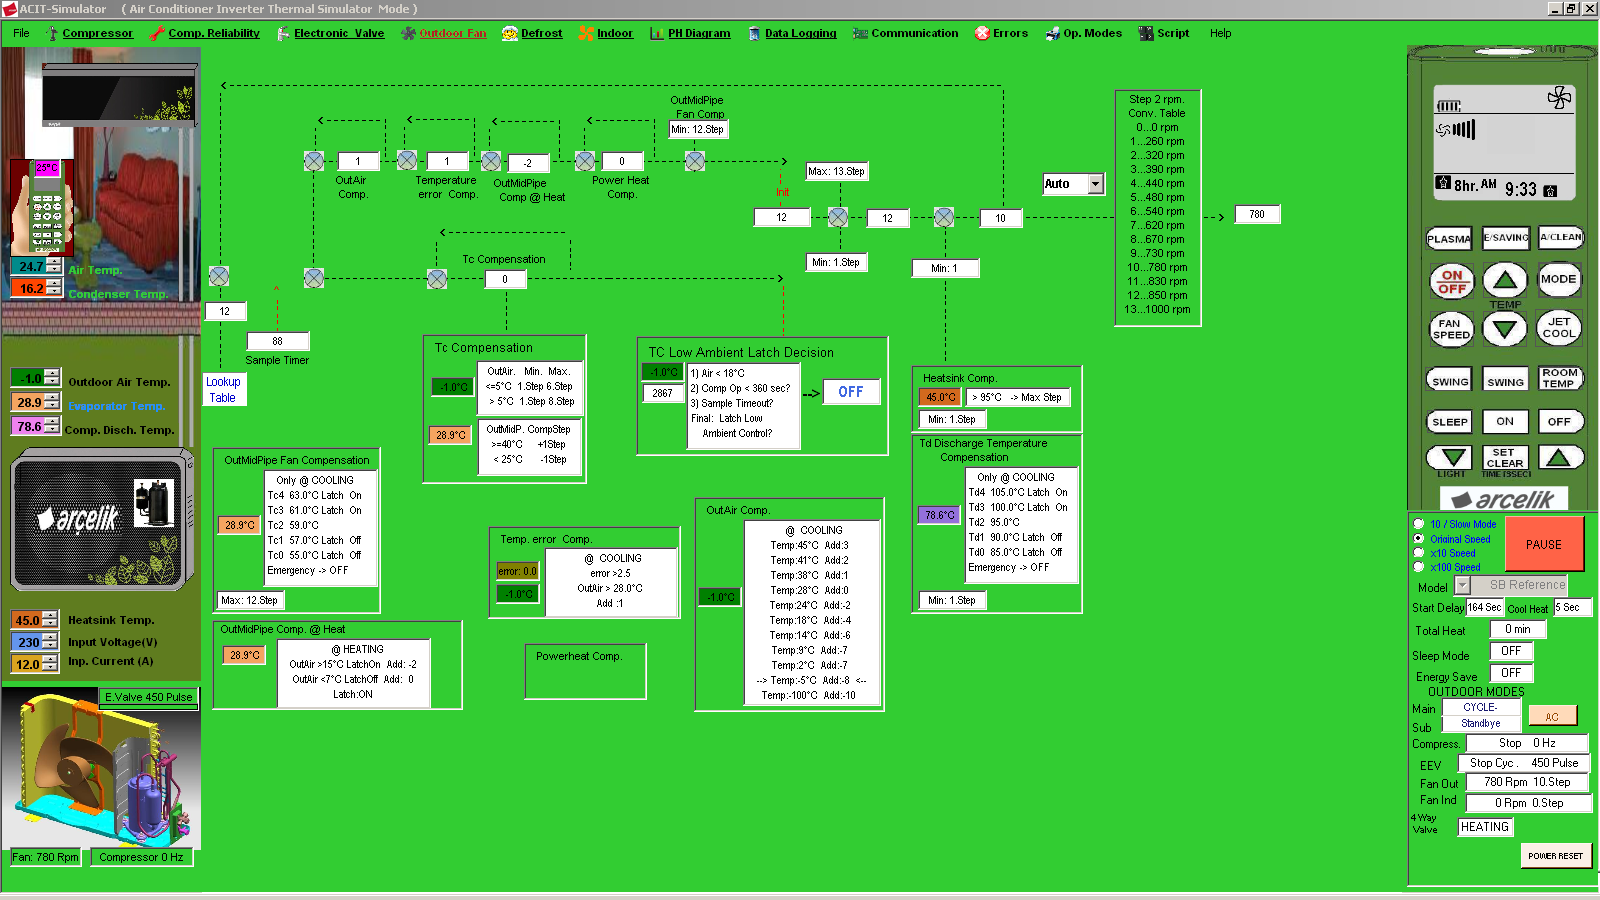 ACIT-Simulator ( Air Conditioner Inverter Thermal Simulator Mode )
File Compressor Comp. Reliability Electronic Valve Outdoor Fan Defrost Indoor PH Diagram Data Logging Communication Errors Op. Modes Script Help
25°C
24.7 Air Temp.
16.2 Condenser Temp.
-1.0 Outdoor Air Temp.
28.9 Evaporator Temp.
78.6 Comp. Disch. Temp.
arcelik
45.0 Heatsink Temp.
230 Input Voltage(V)
12.0 Inp. Current (A)
E.Valve 450 Pulse
Fan: 780 Rpm Compressor 0 Hz
OutMidPipe
Fan Comp
Min: 12.Step
1 1 -2 0
OutAir
Comp.
Temperature
error Comp.
OutMidPipe
Comp @ Heat
Power Heat
Comp.
Init
Max: 13.Step
12 12 10
Min: 1.Step
Min: 1
Auto
780
Step 2 rpm.
Conv. Table
0...0 rpm
1...260 rpm
2...320 rpm
3...390 rpm
4...440 rpm
5...480 rpm
6...540 rpm
7...620 rpm
8...670 rpm
9...730 rpm
10...780 rpm
11...830 rpm
12...850 rpm
13...1000 rpm
Tc Compensation
0
12
88
Sample Timer
Lookup
Table
Tc Compensation
-1.0°C
OutAir. Min. Max.
<=5°C 1.Step 6.Step
> 5°C 1.Step 8.Step
28.9°C
OutMidP. CompStep
>=40°C +1Step
< 25°C -1Step
TC Low Ambient Latch Decision
-1.0°C
2867
1) Air < 18°C
2) Comp Op < 360 sec?
3) Sample Timeout?
Final: Latch Low
Ambient Control?
-->
OFF
Heatsink Comp.
45.0°C > 95°C -> Max Step
Min: 1.Step
Td Discharge Temperature
Compensation
78.6°C
Only @ COOLING
Td4 105.0°C Latch On
Td3 100.0°C Latch On
Td2 95.0°C
Td1 90.0°C Latch Off
Td0 85.0°C Latch Off
Emergency -> OFF
Min: 1.Step
OutMidPipe Fan Compensation
28.9°C
Only @ COOLING
Tc4 63.0°C Latch On
Tc3 61.0°C Latch On
Tc2 59.0°C
Tc1 57.0°C Latch Off
Tc0 55.0°C Latch Off
Emergency -> OFF
Max: 12.Step
OutMidPipe Comp. @ Heat
28.9°C
@ HEATING
OutAir >15°C LatchOn Add: -2
OutAir <7°C LatchOff Add: 0
Latch:ON
Temp. error Comp.
error: 0.0
-1.0°C
@ COOLING
error >2.5
OutAir > 28.0°C
Add :1
Powerheat Comp.
OutAir Comp.
-1.0°C
@ COOLING
Temp:45°C Add:3
Temp:41°C Add:2
Temp:38°C Add:1
Temp:28°C Add:0
Temp:24°C Add:-2
Temp:18°C Add:-4
Temp:14°C Add:-6
Temp:9°C Add:-7
Temp:2°C Add:-7
--> Temp:-5°C Add:-8 <--
Temp:-100°C Add:-10
8hr. AM 9:33
PLASMA E/SAVING A/CLEAN
ON
OFF
TEMP
MODE
FAN
SPEED
JET
COOL
SWING SWING ROOM
TEMP
SLEEP ON OFF
LIGHT
SET
CLEAR
arcelik
10 / Slow Mode
Original Speed
x10 Speed
x100 Speed
PAUSE
Model SB Reference
Start Delay 164 Sec Cool Heat 5 Sec
Total Heat 0 min
Sleep Mode OFF
Energy Save OFF
OUTDOOR MODES
Main CYCLE-
Sub Standbye
AC
Compress. Stop 0 Hz
EEV Stop Cyc . 450 Pulse
Fan Out 780 Rpm 10.Step
Fan Ind 0 Rpm 0.Step
4 Way
Valve
HEATING
POWER RESET